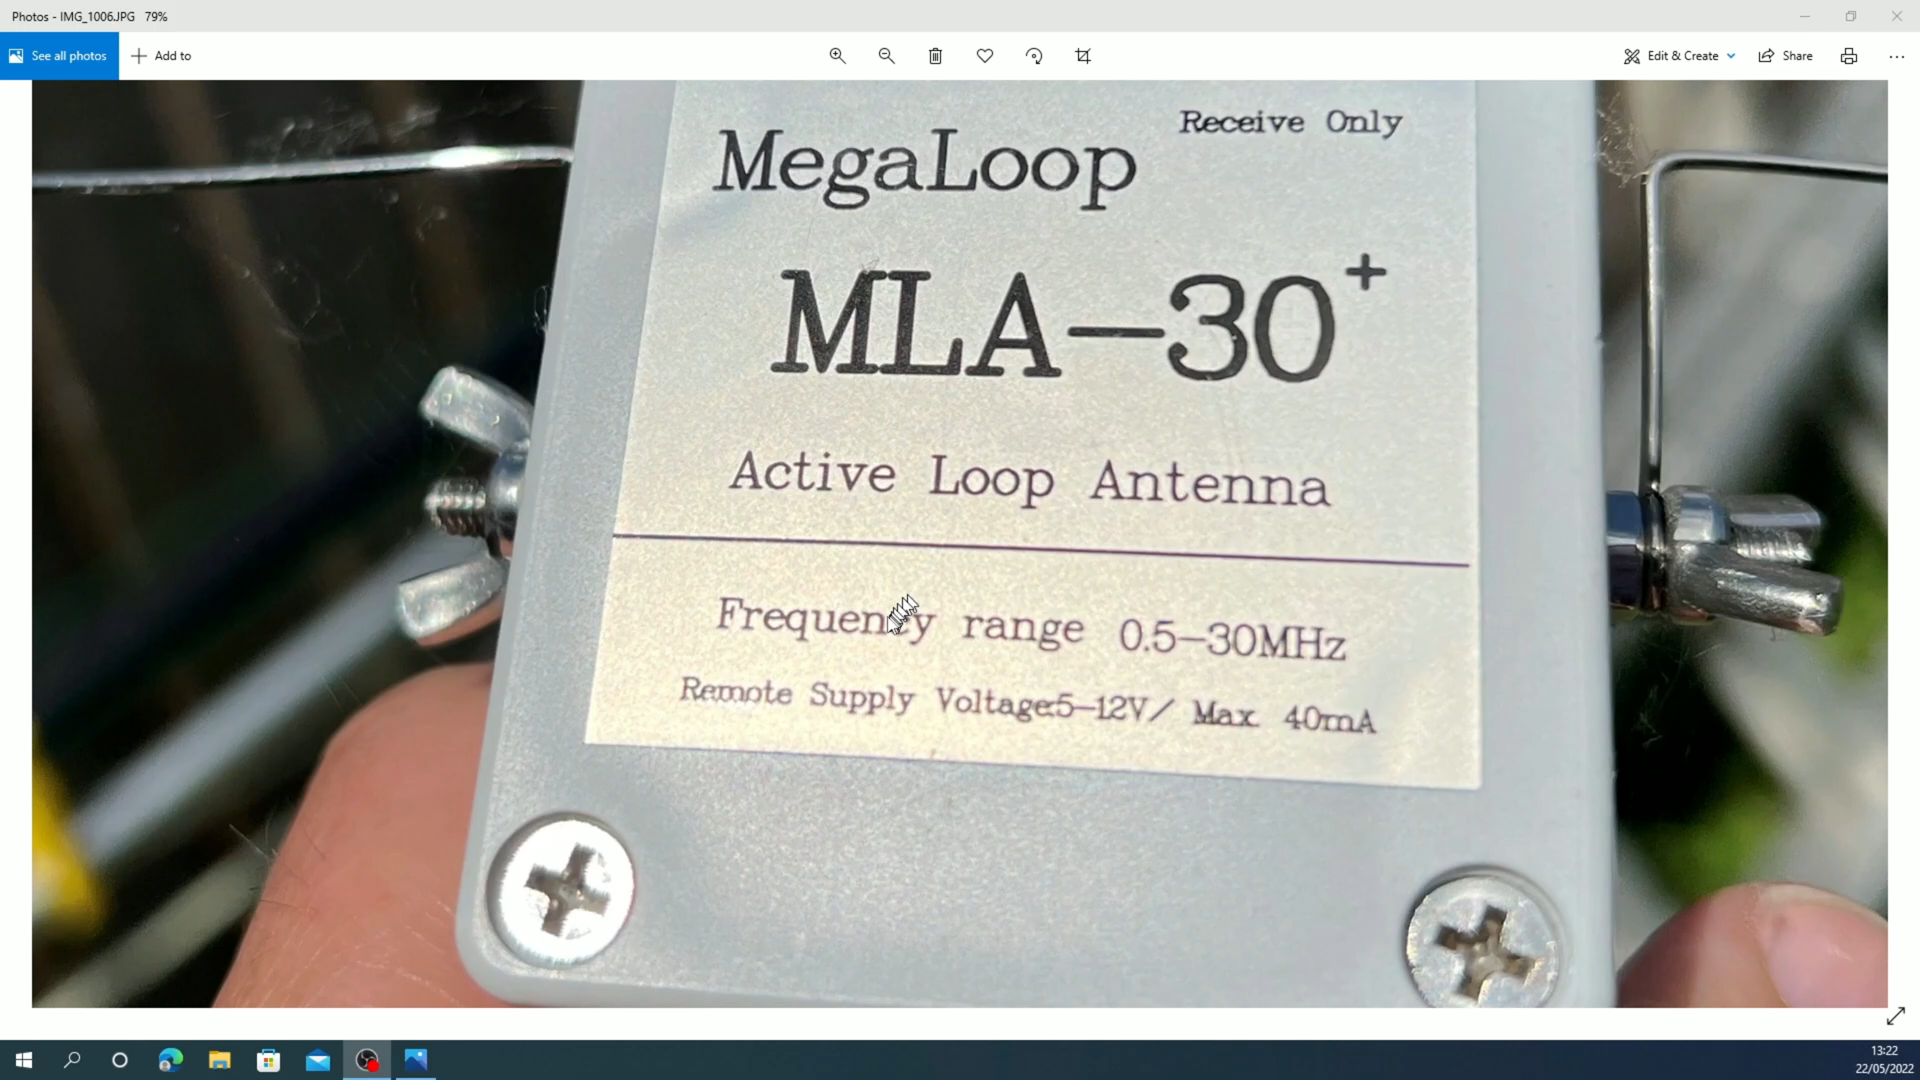 Photos - IMG_1006.JPG 79%
See all photos
Add to
Edit & Create
Share
Receive Only
MegaLoop
MLA-30+
Active Loop Antenna
Frequency range 0.5-30MHz
Remote Supply Voltage:5-12V/ Max. 40mA
13:22
22/05/2022